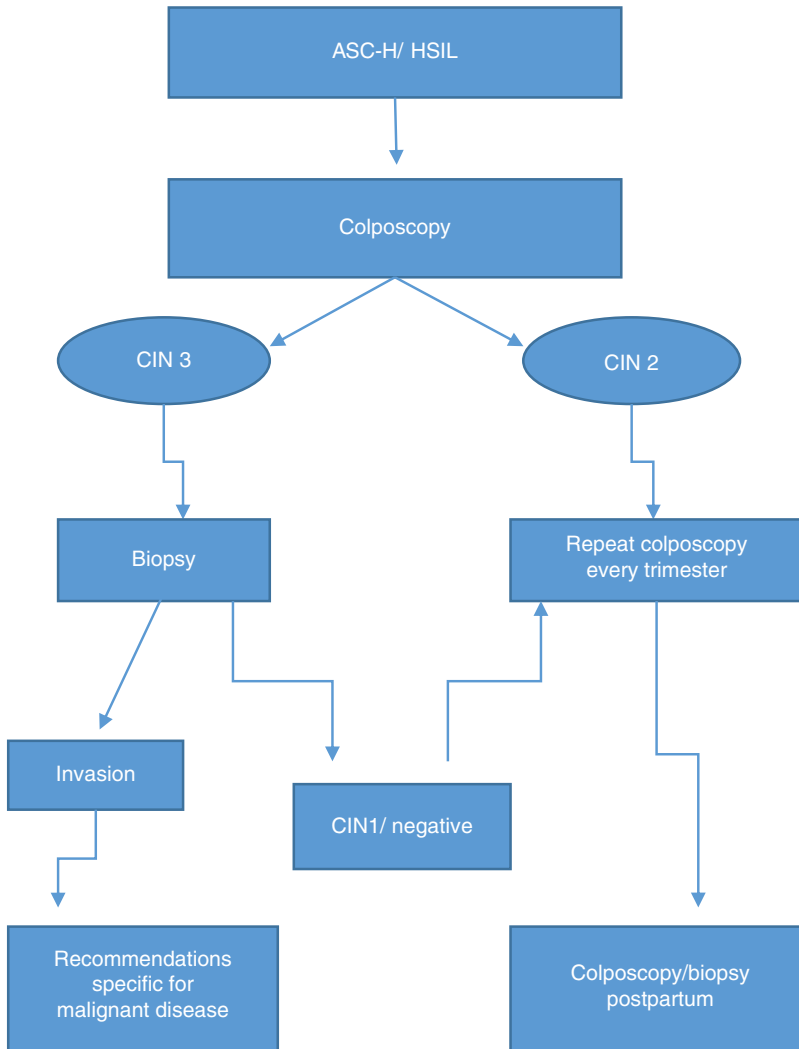 ASC-H/ HSIL
Colposcopy
CIN 3
CIN 2
Biopsy
Repeat colposcopy
every trimester
Invasion
CIN1/ negative
Recommendations
specific for
malignant disease
Colposcopy/biopsy
postpartum